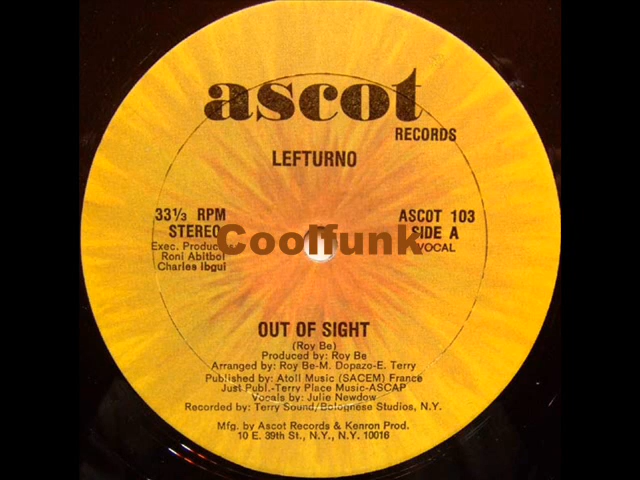 ascot
RECORDS
LEFTURNO
33⅓ RPM
STEREO
Exec. Produc
Roni Abitbol
Charles Ibgui
ASCOT 103
SIDE A
VOCAL
Coolfunk
OUT OF SIGHT
(Roy Be)
Produced by: Roy Be
Arranged by: Roy Be-M. Dopazo-E. Terry
Published by: Atoll Music (SACEM) France
Just Publ.-Terry Place Music-ASCAP
Vocals by: Julie Newdow
Recorded by: Terry Sound/Bolognese Studios, N.Y.
Mfg. by Ascot Records & Kenron Prod.
10 E. 39th St., N.Y., N.Y. 10016